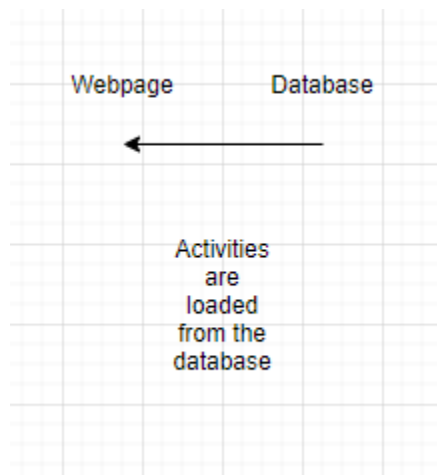 Webpage
Database
Activities
are
loaded
from the
database